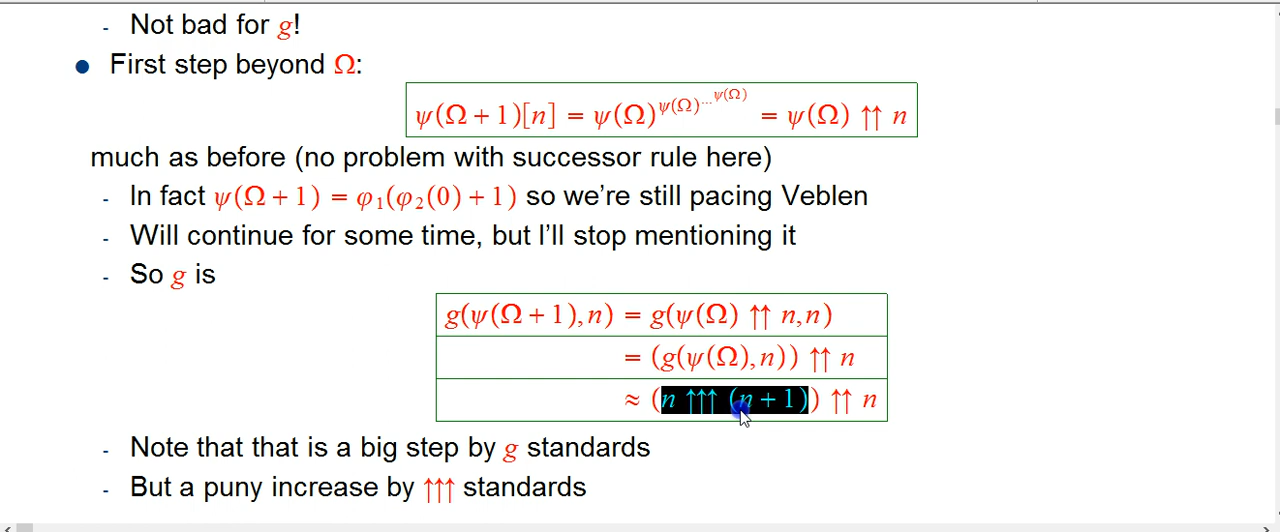 - Not bad for g!
● First step beyond Ω:
ψ(Ω + 1)[n] = ψ(Ω)^ψ(Ω)^...^ψ(Ω) = ψ(Ω) ↑↑ n
much as before (no problem with successor rule here)
- In fact ψ(Ω + 1) = φ₁(φ₂(0) + 1) so we’re still pacing Veblen
- Will continue for some time, but I’ll stop mentioning it
- So g is
g(ψ(Ω + 1), n) = g(ψ(Ω) ↑↑ n, n)
= (g(ψ(Ω), n)) ↑↑ n
≈ (n ↑↑↑ (n + 1)) ↑↑ n
- Note that that is a big step by g standards
- But a puny increase by ↑↑↑ standards